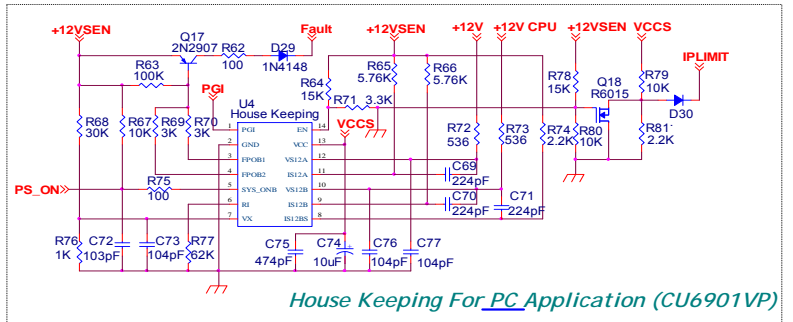 +12VSEN
Q17
2N2907
R62
100
D29
1N4148
Fault
+12VSEN
+12V
+12V CPU
+12VSEN
VCCS
IPLIMIT
R63
100K
PGI
R64
15K
R65
5.76K
R66
5.76K
R78
15K
Q18
R6015
R79
10K
D30
U4
House Keeping
R71
3.3K
VCCS
R68
30K
R67
10K
R69
3K
R70
3K
R72
536
R73
536
R74
2.2K
R80
10K
R81
2.2K
1 PGI EN 14
2 GND VCC 13
3 FPOB1 VS12A 12
4 FPOB2 IS12A 11
5 SYS_ONB VS12B 10
6 RI IS12B 9
7 VX IS12BS 8
PS_ON
R75
100
C69
224pF
C70
224pF
C71
224pF
R76
1K
C72
103pF
C73
104pF
R77
62K
C75
474pF
C74
10uF
+
C76
104pF
C77
104pF
House Keeping For PC Application (CU6901VP)